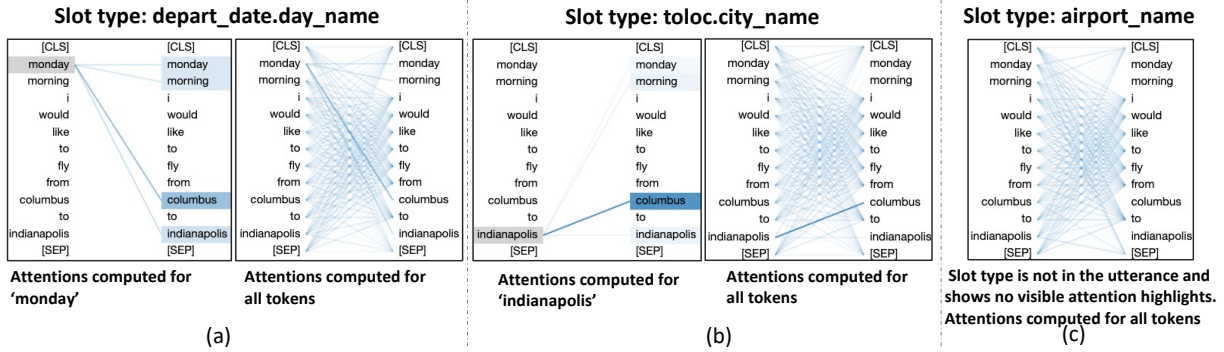 Slot type: depart_date.day_name
[CLS] [CLS] [CLS] [CLS]
monday monday monday monday
morning morning morning morning
i i i i
would would would would
like like like like
to to to to
fly fly fly fly
from from from from
columbus columbus columbus columbus
to to to to
indianapolis indianapolis indianapolis indianapolis
[SEP] [SEP] [SEP] [SEP]
Attentions computed for
‘monday’
Attentions computed for
all tokens
(a)
Slot type: toloc.city_name
[CLS] [CLS] [CLS] [CLS]
monday monday monday monday
morning morning morning morning
i i i i
would would would would
like like like like
to to to to
fly fly fly fly
from from from from
columbus columbus columbus columbus
to to to to
indianapolis indianapolis indianapolis indianapolis
[SEP] [SEP] [SEP] [SEP]
Attentions computed for
‘indianapolis’
Attentions computed for
all tokens
(b)
Slot type: airport_name
[CLS] [CLS]
monday monday
morning morning
i i
would would
like like
to to
fly fly
from from
columbus columbus
to to
indianapolis indianapolis
[SEP] [SEP]
Slot type is not in the utterance and
shows no visible attention highlights.
Attentions computed for all tokens
(c)